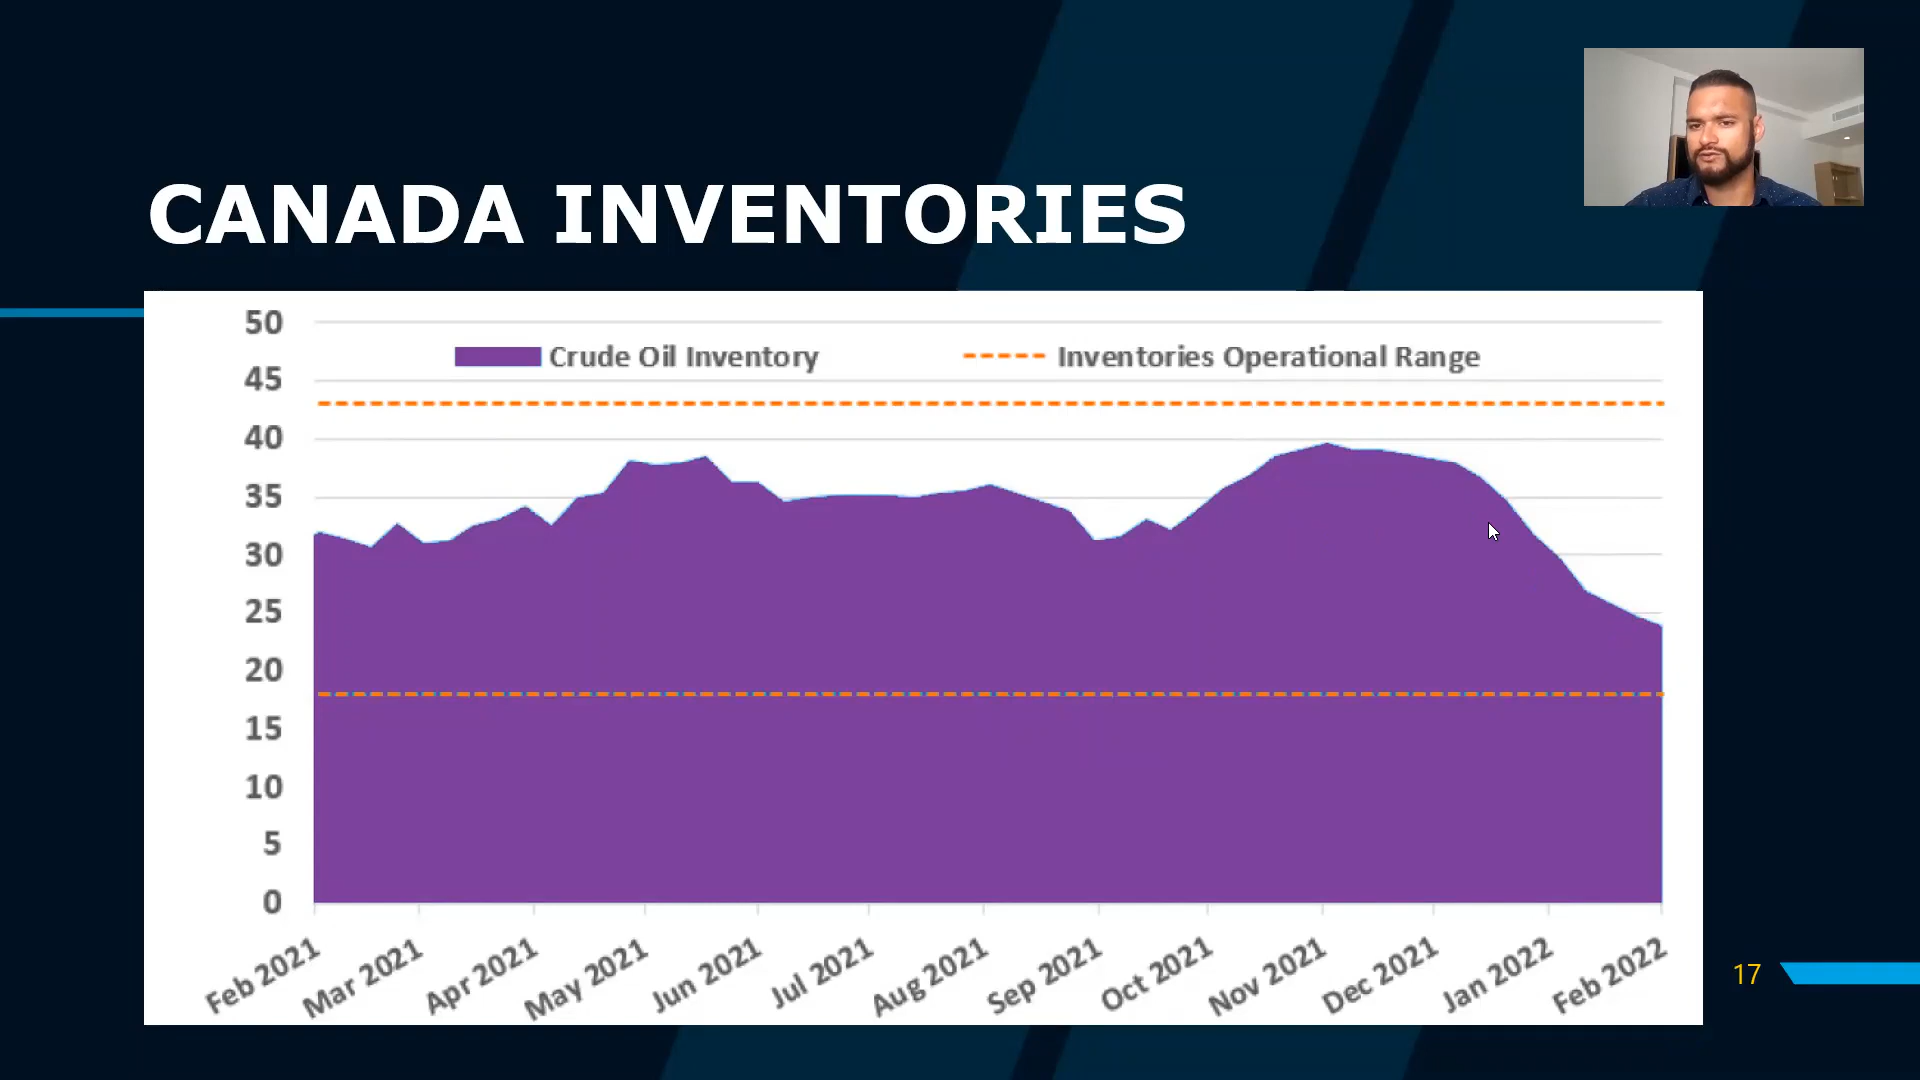 CANADA INVENTORIES
50
Crude Oil Inventory
Inventories Operational Range
45
40
35
30
25
20
15
10
5
0
Feb 2021
Mar 2021
Apr 2021
May 2021
Jun 2021
Jul 2021
Aug 2021
Sep 2021
Oct 2021
Nov 2021
Dec 2021
Jan 2022
Feb 2022
17